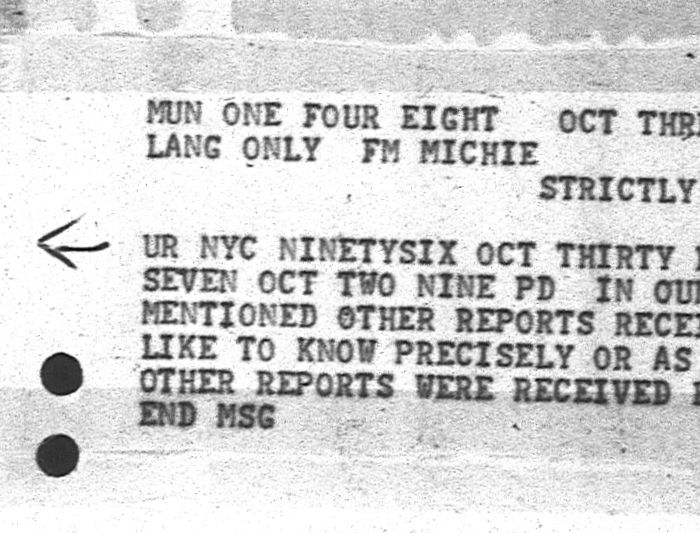 MUN ONE FOUR EIGHT OCT
LANG ONLY FM MICHIE
STRICTLY
UR NYC NINETYSIX OCT THIRTY
SEVEN OCT TWO NINE PD IN
MENTIONED OTHER REPORTS
LIKE TO KNOW PRECISELY OR AS
OTHER REPORTS WERE RECEIVED
END MSG